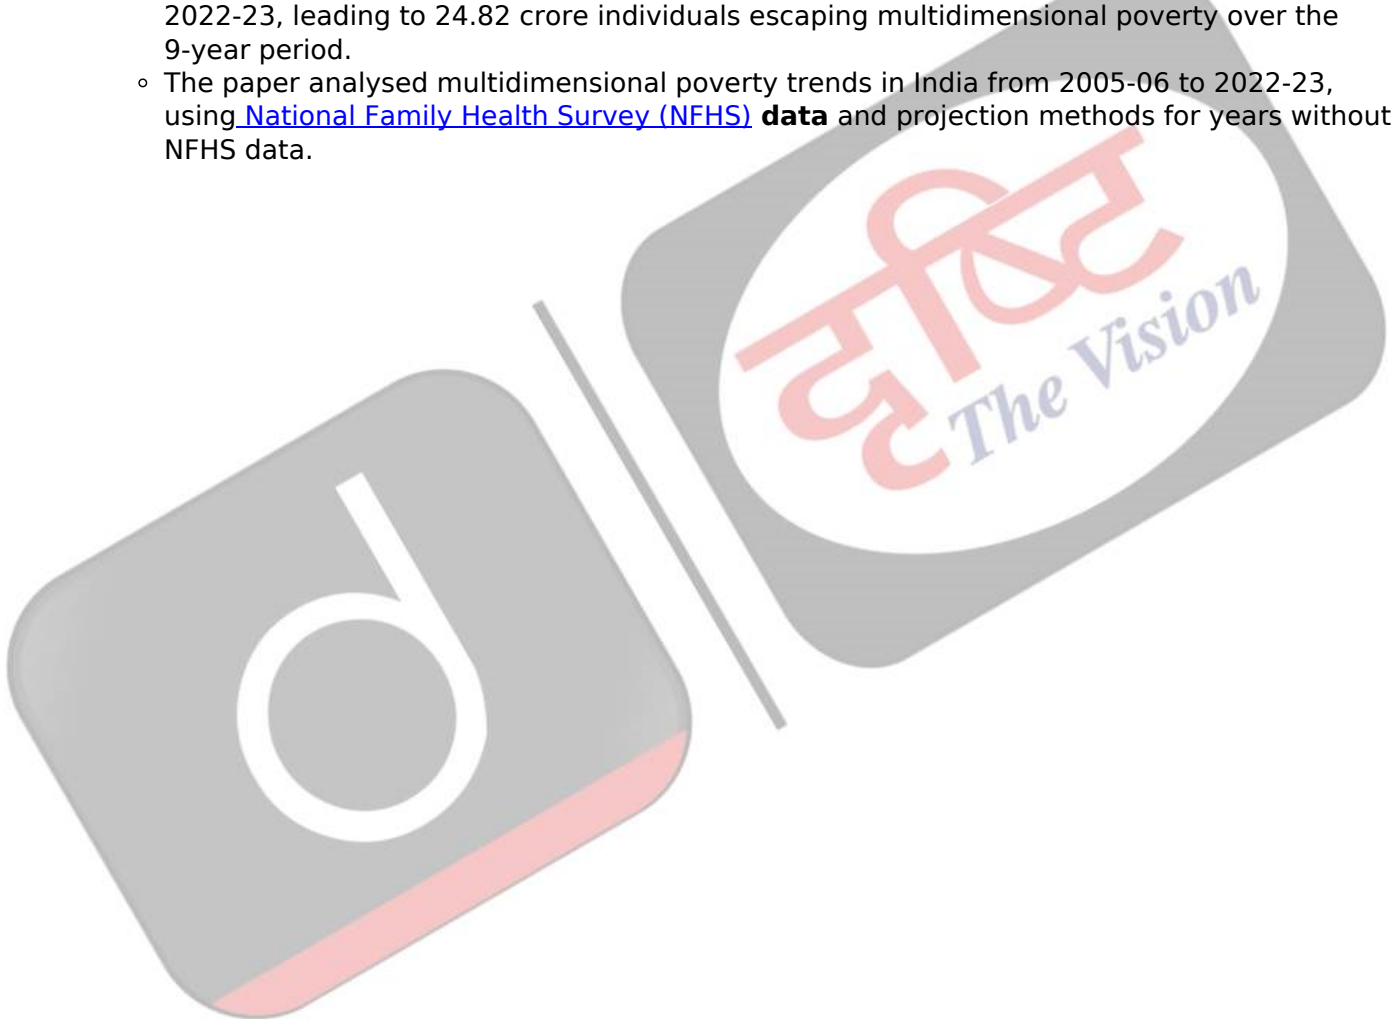 2022-23, leading to 24.82 crore individuals escaping multidimensional poverty over the
9-year period.
The paper analysed multidimensional poverty trends in India from 2005-06 to 2022-23,
using National Family Health Survey (NFHS) data and projection methods for years without
NFHS data.
दृष्टि
The Vision
d